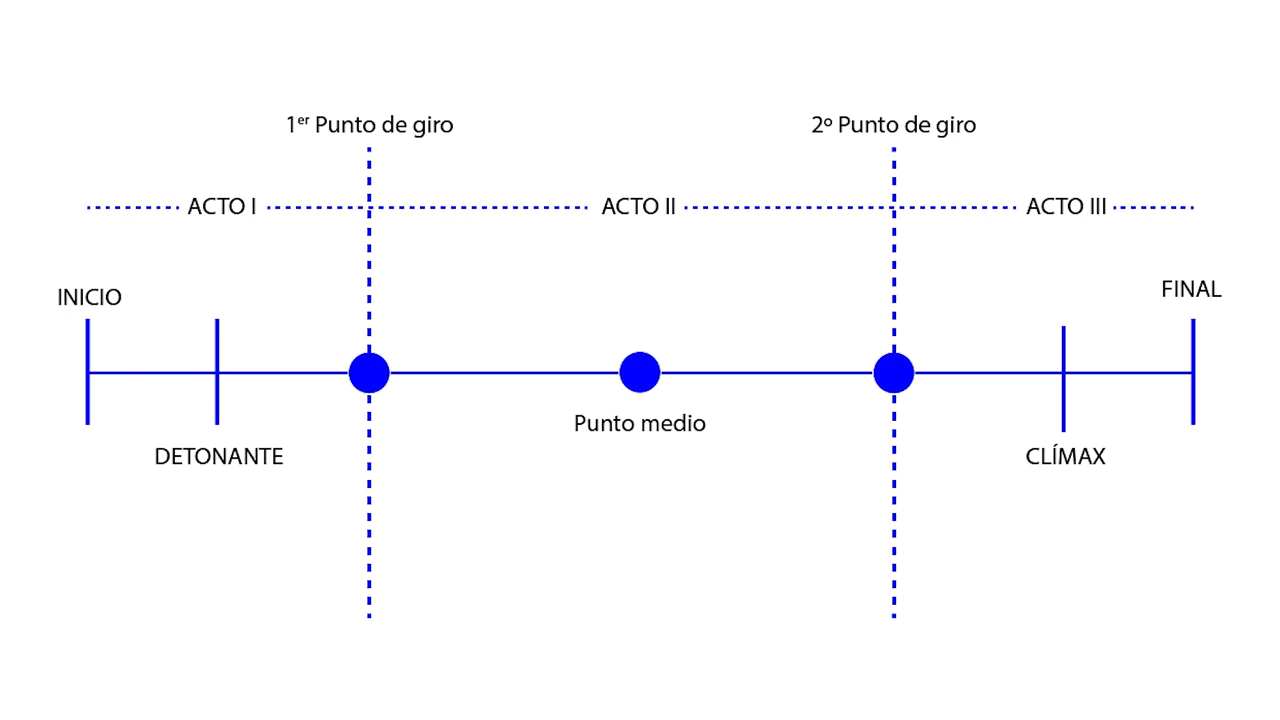 1er Punto de giro
2º Punto de giro
ACTO I
ACTO II
ACTO III
INICIO
FINAL
Punto medio
DETONANTE
CLÍMAX